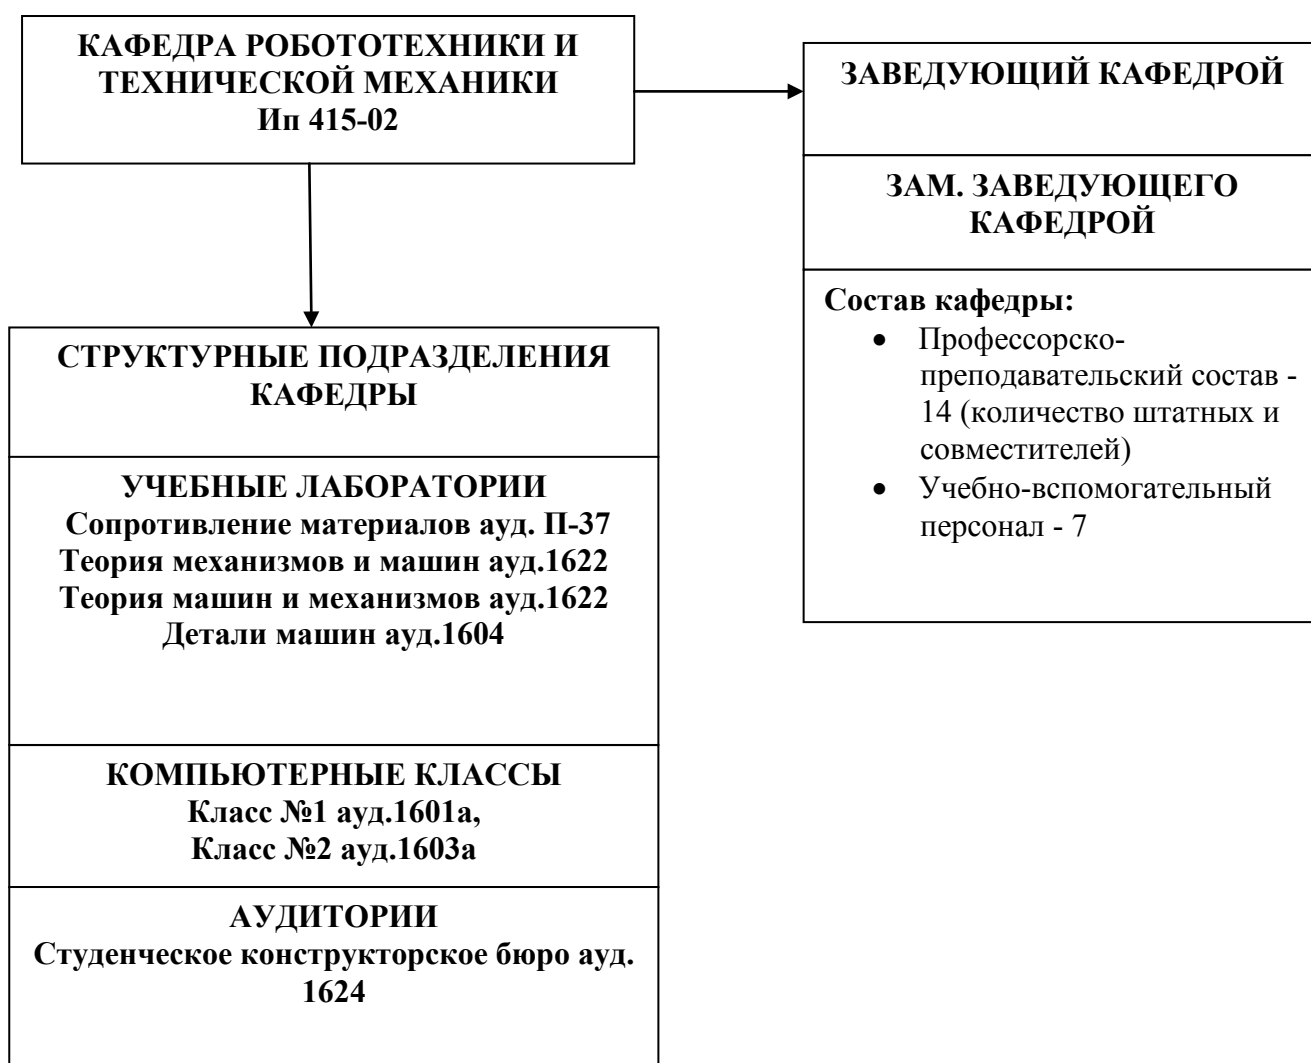 КАФЕДРА РОБОТОТЕХНИКИ И
ТЕХНИЧЕСКОЙ МЕХАНИКИ
Ип 415-02
ЗАВЕДУЮЩИЙ КАФЕДРОЙ
ЗАМ. ЗАВЕДУЮЩЕГО
КАФЕДРОЙ
Состав кафедры:
• Профессорско-
преподавательский состав -
14 (количество штатных и
совместителей)
• Учебно-вспомогательный
персонал - 7
СТРУКТУРНЫЕ ПОДРАЗДЕЛЕНИЯ
КАФЕДРЫ
УЧЕБНЫЕ ЛАБОРАТОРИИ
Сопротивление материалов ауд. П-37
Теория механизмов и машин ауд.1622
Теория машин и механизмов ауд.1622
Детали машин ауд.1604
КОМПЬЮТЕРНЫЕ КЛАССЫ
Класс №1 ауд.1601а,
Класс №2 ауд.1603а
АУДИТОРИИ
Студенческое конструкторское бюро ауд.
1624